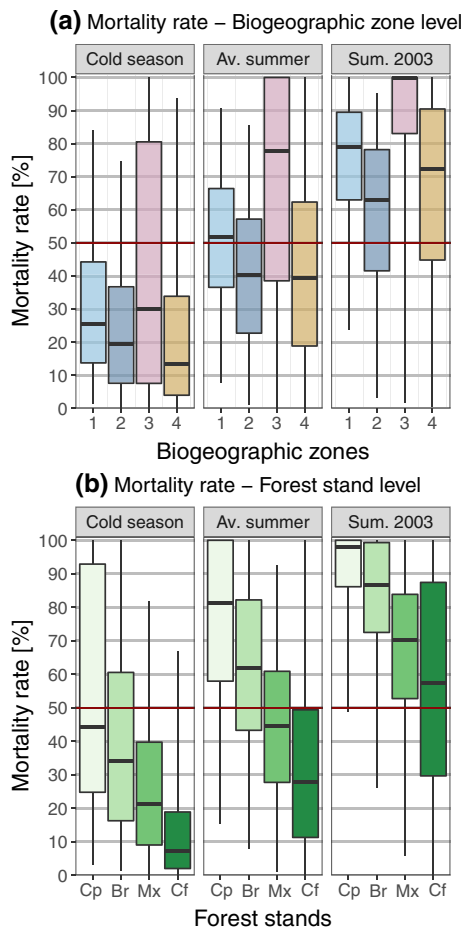 (a) Mortality rate – Biogeographic zone level
Cold season Av. summer Sum. 2003
Mortality rate [%]
100
90
80
70
60
50
40
30
20
10
0
1 2 3 4 1 2 3 4 1 2 3 4
Biogeographic zones
(b) Mortality rate – Forest stand level
Cold season Av. summer Sum. 2003
Mortality rate [%]
100
90
80
70
60
50
40
30
20
10
0
Cp Br Mx Cf Cp Br Mx Cf Cp Br Mx Cf
Forest stands